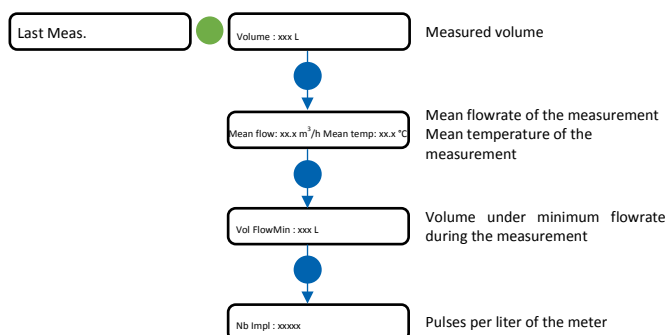 Last Meas.
Volume : xxx L
Measured volume
Mean flow: xx.x m³/h Mean temp: xx.x °C
Mean flowrate of the measurement
Mean temperature of the
measurement
Vol FlowMin : xxx L
Volume under minimum flowrate
during the measurement
Nb Impl : xxxxx
Pulses per liter of the meter